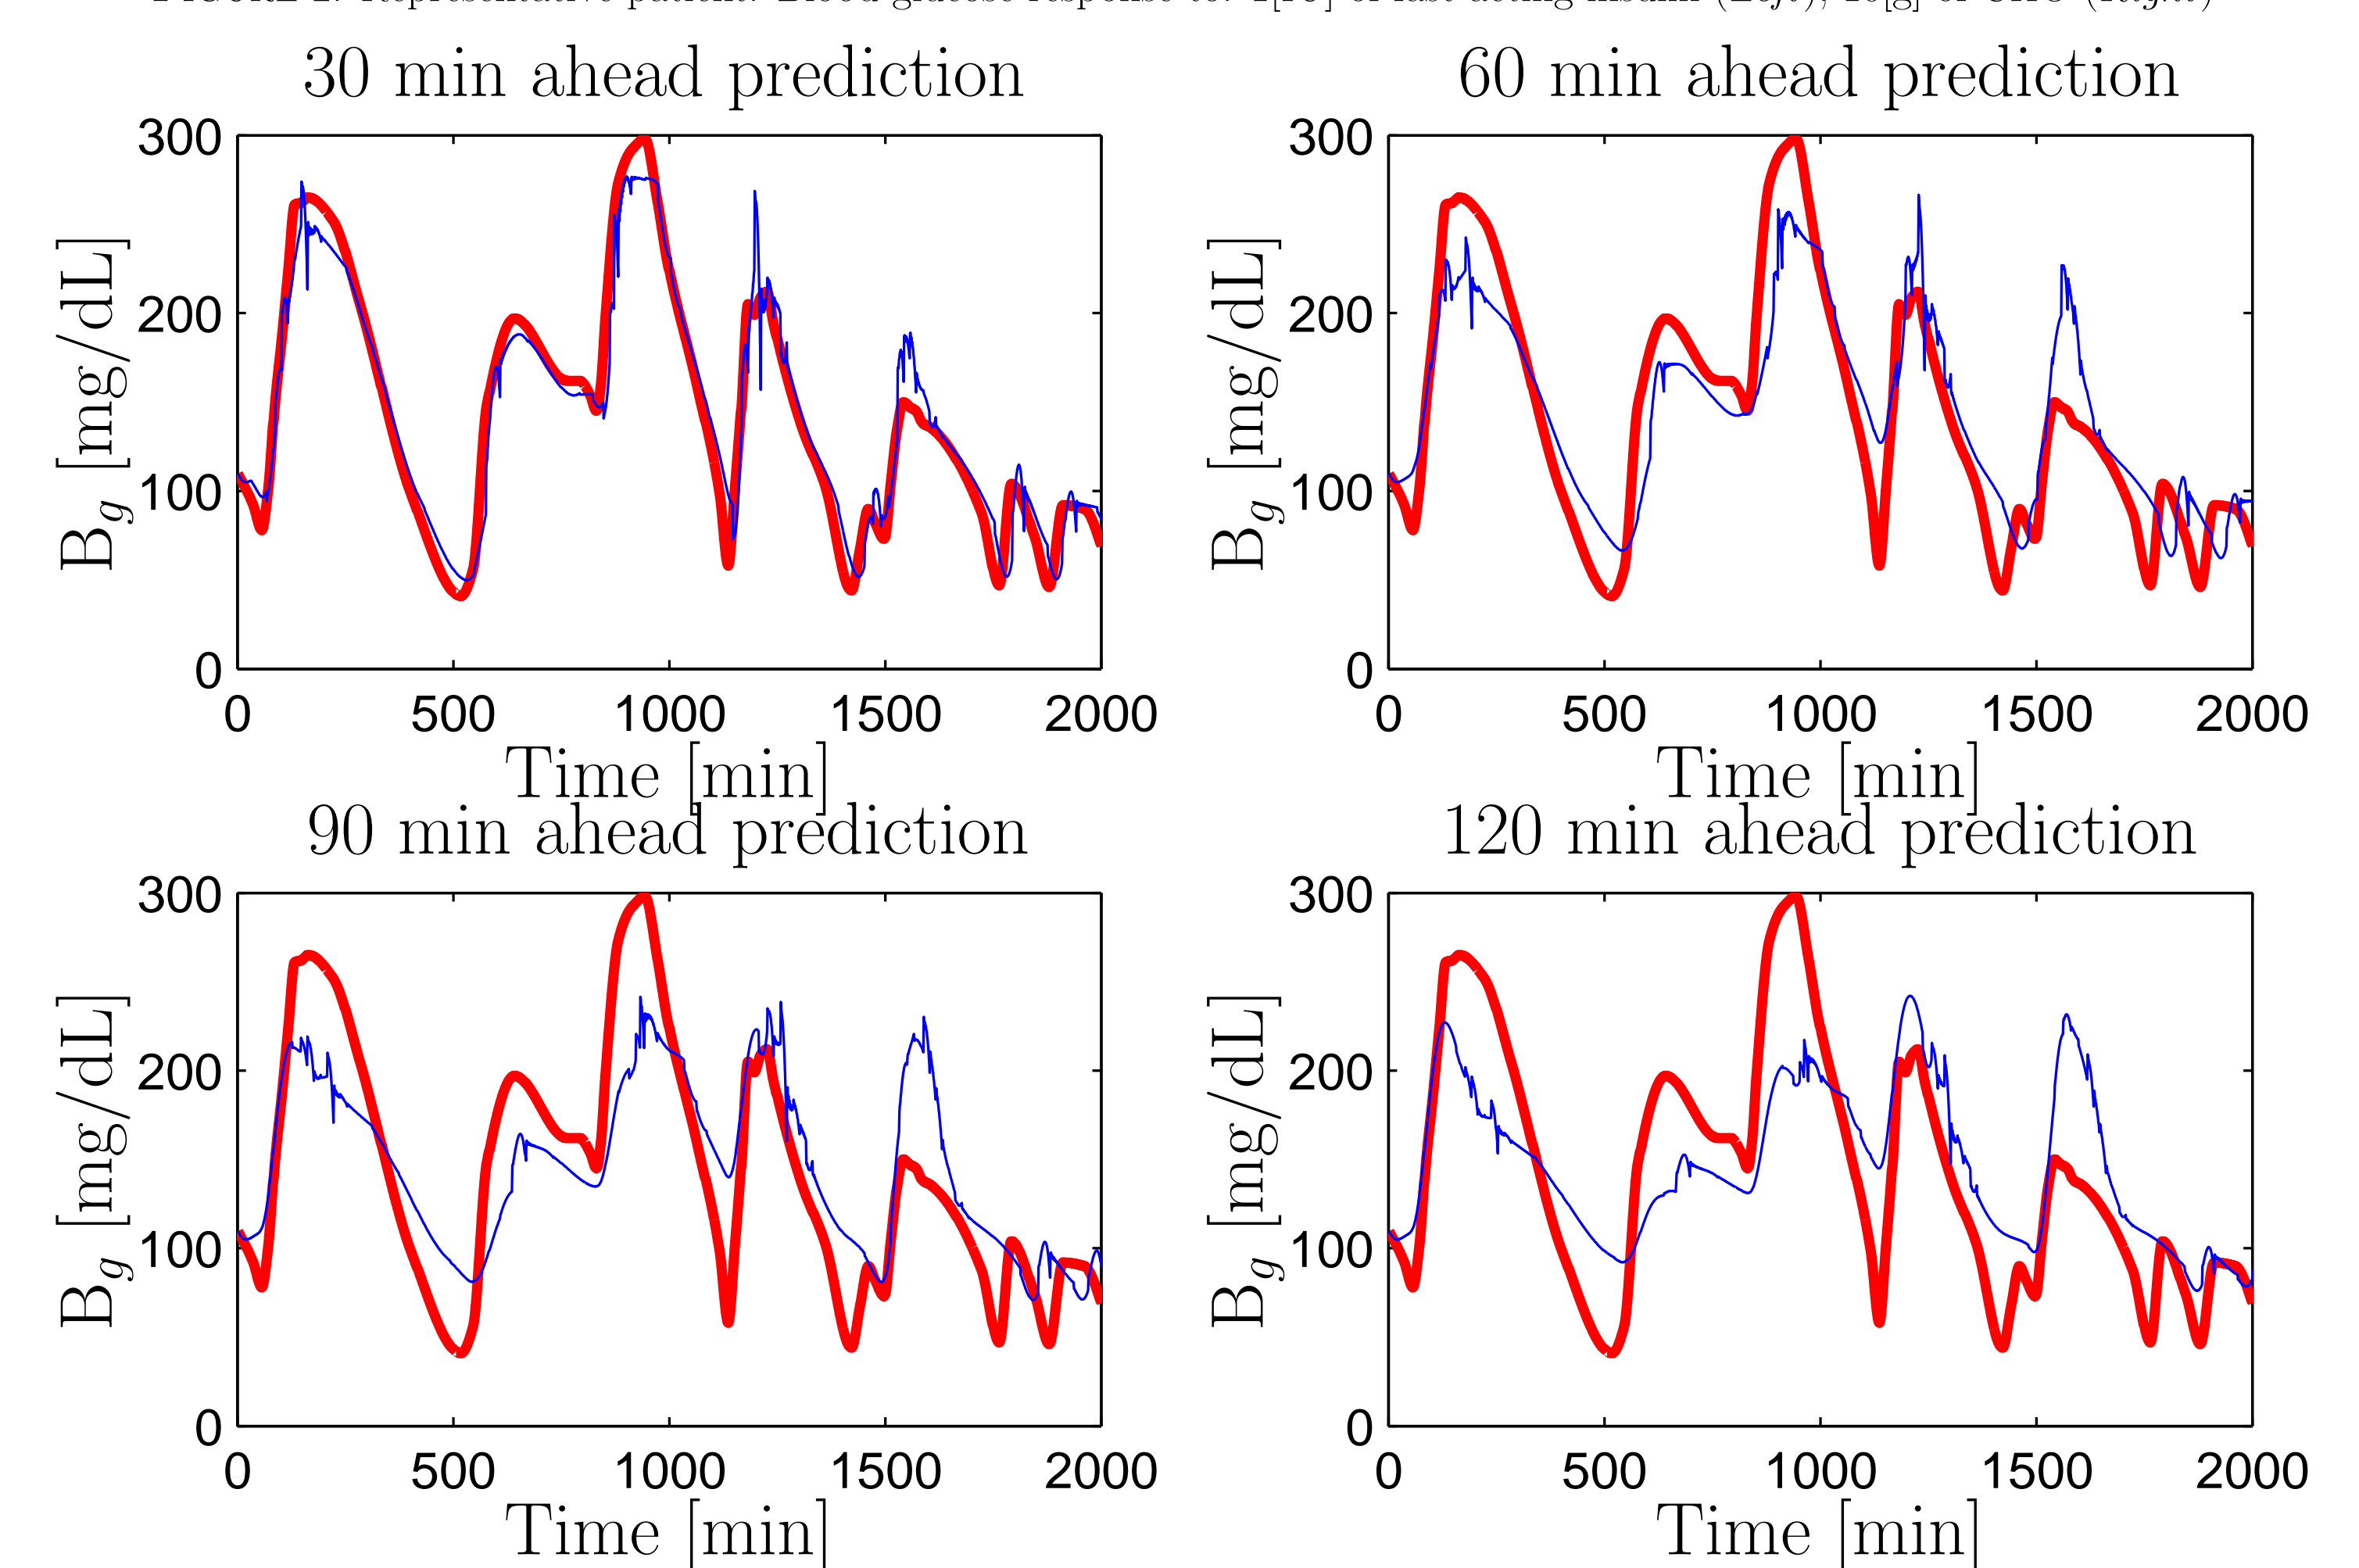 30 min ahead prediction
60 min ahead prediction
300
200
100
0
B_g [mg/dL]
0 500 1000 1500 2000
Time [min]
300
200
100
0
B_g [mg/dL]
0 500 1000 1500 2000
Time [min]
90 min ahead prediction
120 min ahead prediction
300
200
100
0
B_g [mg/dL]
0 500 1000 1500 2000
Time [min]
300
200
100
0
B_g [mg/dL]
0 500 1000 1500 2000
Time [min]